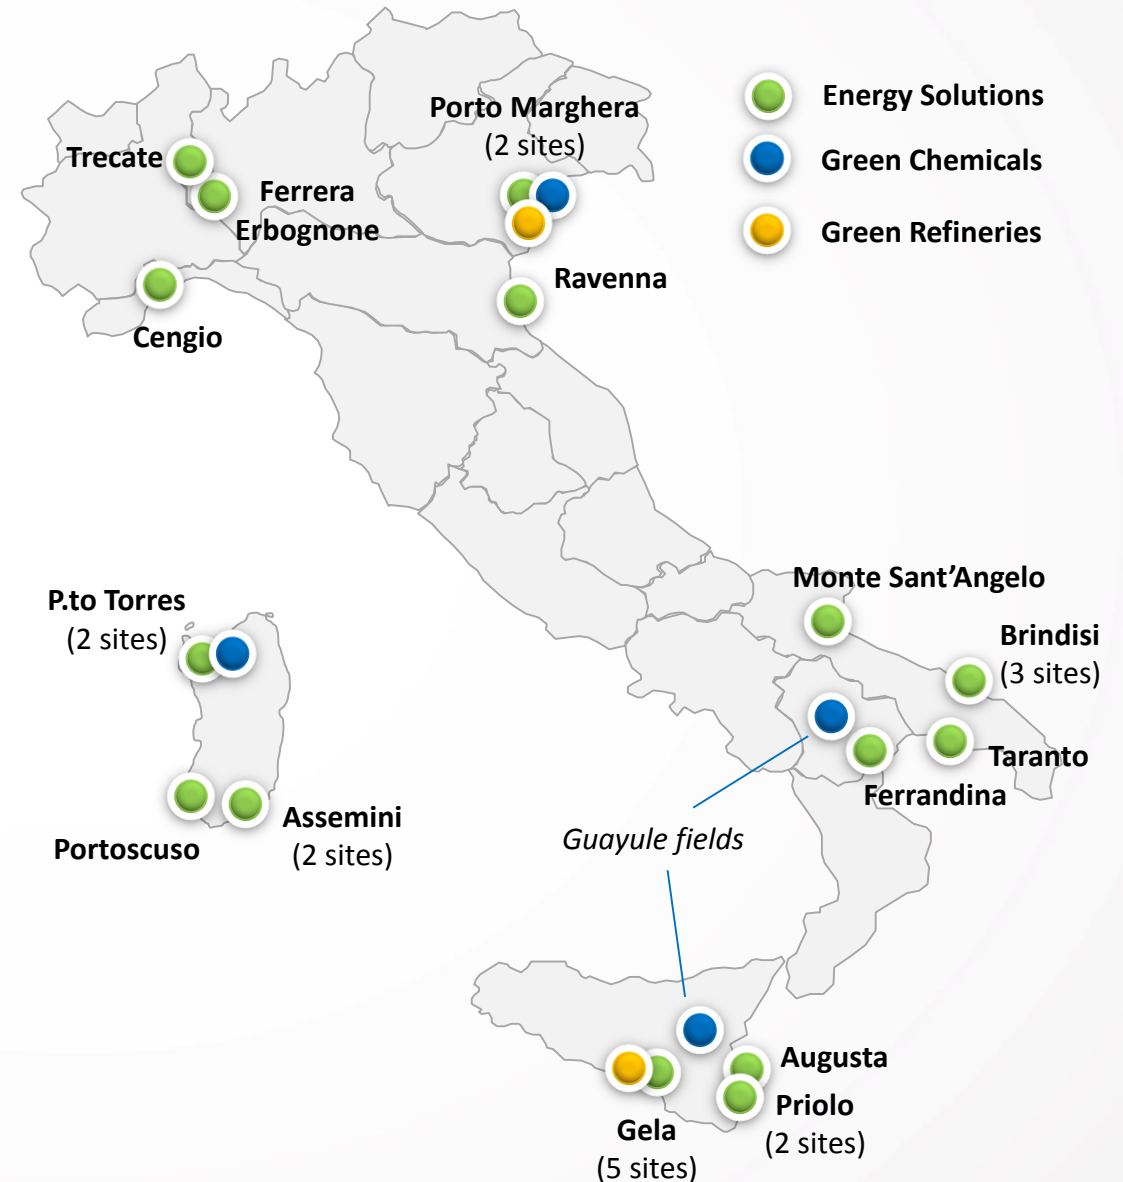 Porto Marghera
(2 sites)
Energy Solutions
Green Chemicals
Green Refineries
Trecate
Ferrera
Erbognone
Ravenna
Cengio
Monte Sant’Angelo
P.to Torres
(2 sites)
Brindisi
(3 sites)
Taranto
Ferrandina
Assemini
(2 sites)
Portoscuso
Guayule fields
Augusta
Priolo
(2 sites)
Gela
(5 sites)